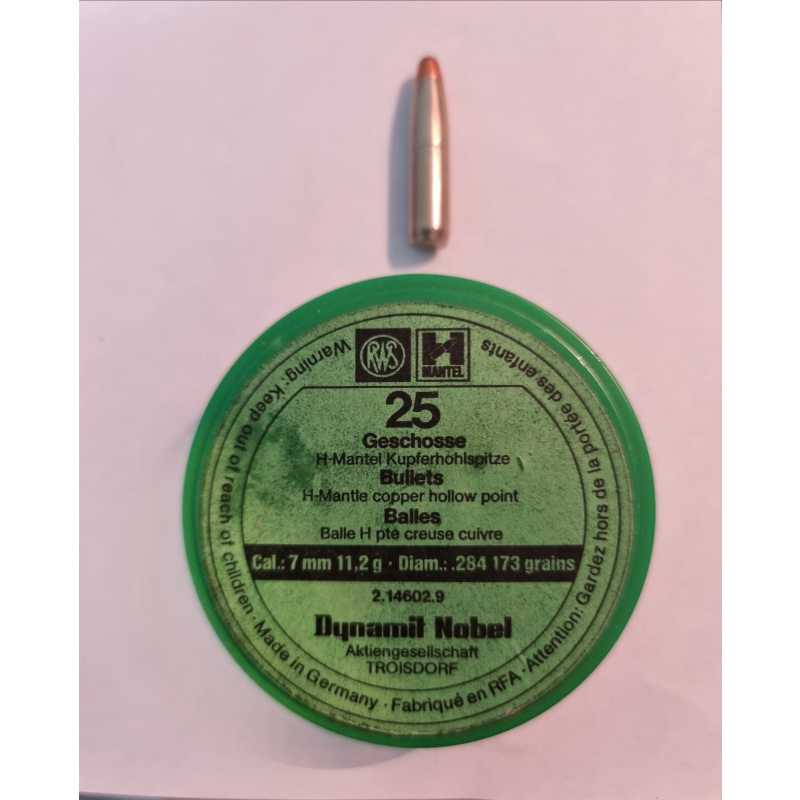 Warning: Keep out of reach of children · Made in Germany · Fabriqué en RFA · Attention: Gardez hors de la portée des enfants
RWS
H
MANTEL
25
Geschosse
H-Mantel Kupferhohlspitze
Bullets
H-Mantle copper hollow point
Balles
Balle H pte creuse cuivre
Cal.: 7 mm 11,2 g · Diam.: .284 173 grains
2.14602.9
Dynamit Nobel
Aktiengesellschaft
TROISDORF